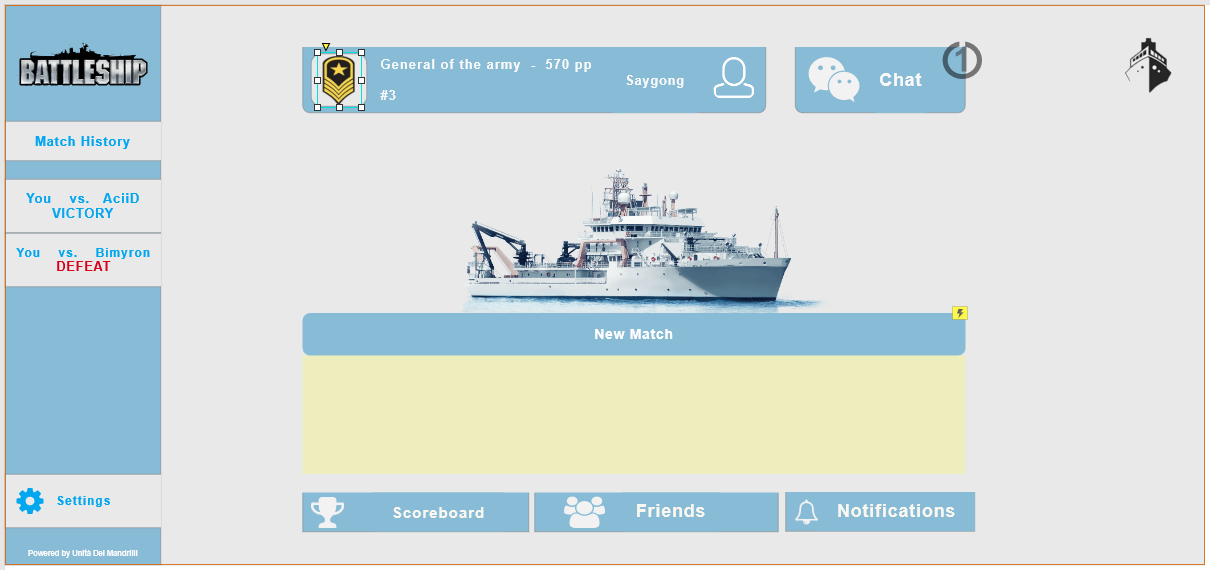 BATTLESHIP
Match History
You vs. AciiD
VICTORY
You vs. Bimyron
DEFEAT
Settings
Powered by Unità Dei Mandrilli
General of the army - 570 pp
#3
Saygong
Chat
1
New Match
Scoreboard
Friends
Notifications